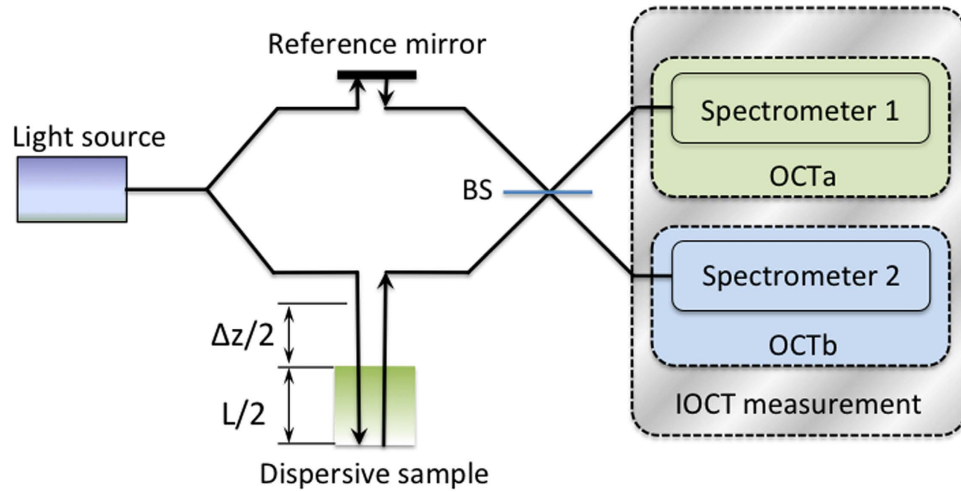 Reference mirror
Light source
BS
Δz/2
L/2
Dispersive sample
Spectrometer 1
OCTa
Spectrometer 2
OCTb
IOCT measurement